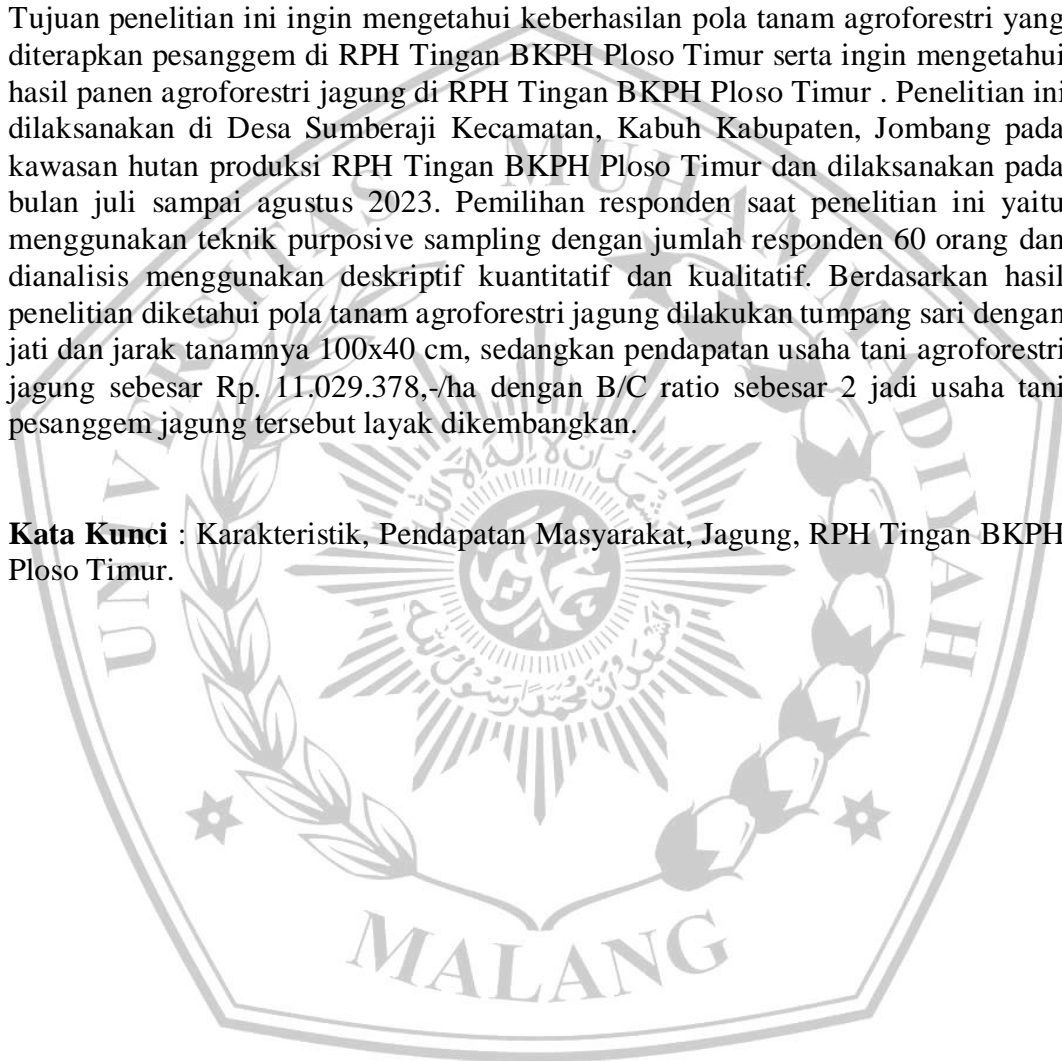 Tujuan penelitian ini ingin mengetahui keberhasilan pola tanam agroforestri yang
diterapkan pesanggem di RPH Tingan BKPH Ploso Timur serta ingin mengetahui
hasil panen agroforestri jagung di RPH Tingan BKPH Ploso Timur . Penelitian ini
dilaksanakan di Desa Sumberaji Kecamatan, Kabuh Kabupaten, Jombang pada
kawasan hutan produksi RPH Tingan BKPH Ploso Timur dan dilaksanakan pada
bulan juli sampai agustus 2023. Pemilihan responden saat penelitian ini yaitu
menggunakan teknik purposive sampling dengan jumlah responden 60 orang dan
dianalisis menggunakan deskriptif kuantitatif dan kualitatif. Berdasarkan hasil
penelitian diketahui pola tanam agroforestri jagung dilakukan tumpang sari dengan
jati dan jarak tanamnya 100x40 cm, sedangkan pendapatan usaha tani agroforestri
jagung sebesar Rp. 11.029.378,-/ha dengan B/C ratio sebesar 2 jadi usaha tani
pesanggem jagung tersebut layak dikembangkan.
Kata Kunci : Karakteristik, Pendapatan Masyarakat, Jagung, RPH Tingan BKPH
Ploso Timur.
UNIVERSITAS MUHAMMADIYAH
MALANG